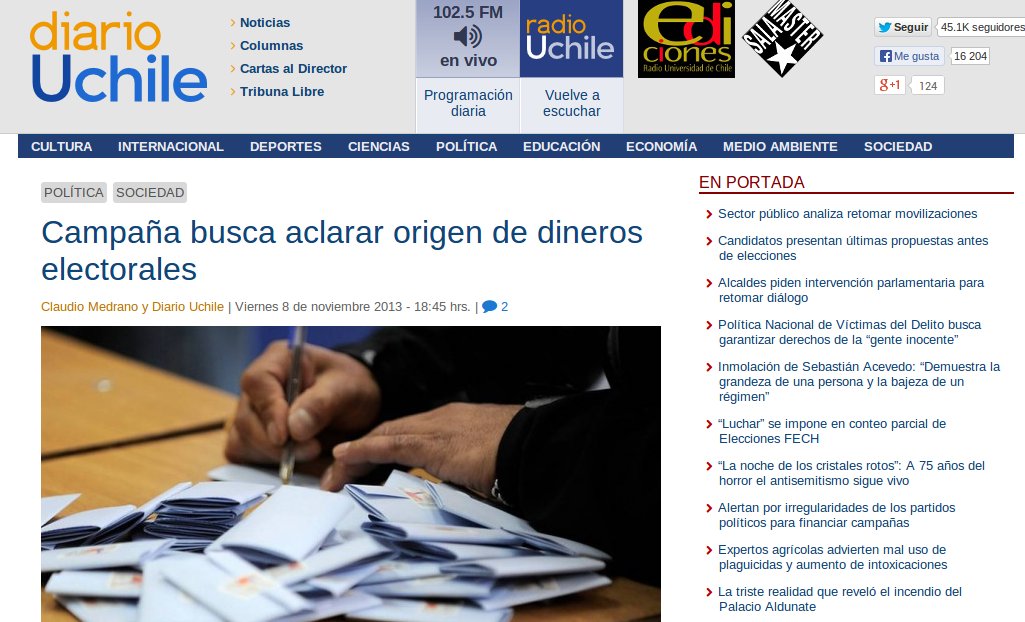 diario
Uchile
Noticias
Columnas
Cartas al Director
Tribuna Libre
102.5 FM
en vivo
radio
Uchile
Programación
diaria
Vuelve a
escuchar
edi
ciones
Radio Universidad de Chile
SALA MASTER
Seguir
45.1K seguidores
Me gusta
16 204
g+1
124
CULTURA INTERNACIONAL DEPORTES CIENCIAS POLÍTICA EDUCACIÓN ECONOMÍA MEDIO AMBIENTE SOCIEDAD
POLÍTICA SOCIEDAD
Campaña busca aclarar origen de dineros
electorales
Claudio Medrano y Diario Uchile | Viernes 8 de noviembre 2013 - 18:45 hrs. | 2
EN PORTADA
Sector público analiza retomar movilizaciones
Candidatos presentan últimas propuestas antes
de elecciones
Alcaldes piden intervención parlamentaria para
retomar diálogo
Política Nacional de Víctimas del Delito busca
garantizar derechos de la “gente inocente”
Inmolación de Sebastián Acevedo: “Demuestra la
grandeza de una persona y la bajeza de un
régimen”
“Luchar” se impone en conteo parcial de
Elecciones FECH
“La noche de los cristales rotos”: A 75 años del
horror el antisemitismo sigue vivo
Alertan por irregularidades de los partidos
políticos para financiar campañas
Expertos agrícolas advierten mal uso de
plaguicidas y aumento de intoxicaciones
La triste realidad que reveló el incendio del
Palacio Aldunate